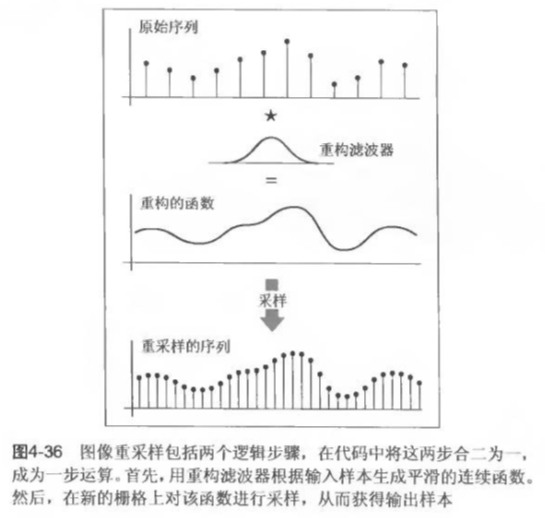 原始序列
★
重构滤波器
=
重构的函数
采样
重采样的序列
图4-36 图像重采样包括两个逻辑步骤，在代码中将这两步合二为一，
成为一步运算。首先，用重构滤波器根据输入样本生成平滑的连续函数。
然后，在新的栅格上对该函数进行采样，从而获得输出样本